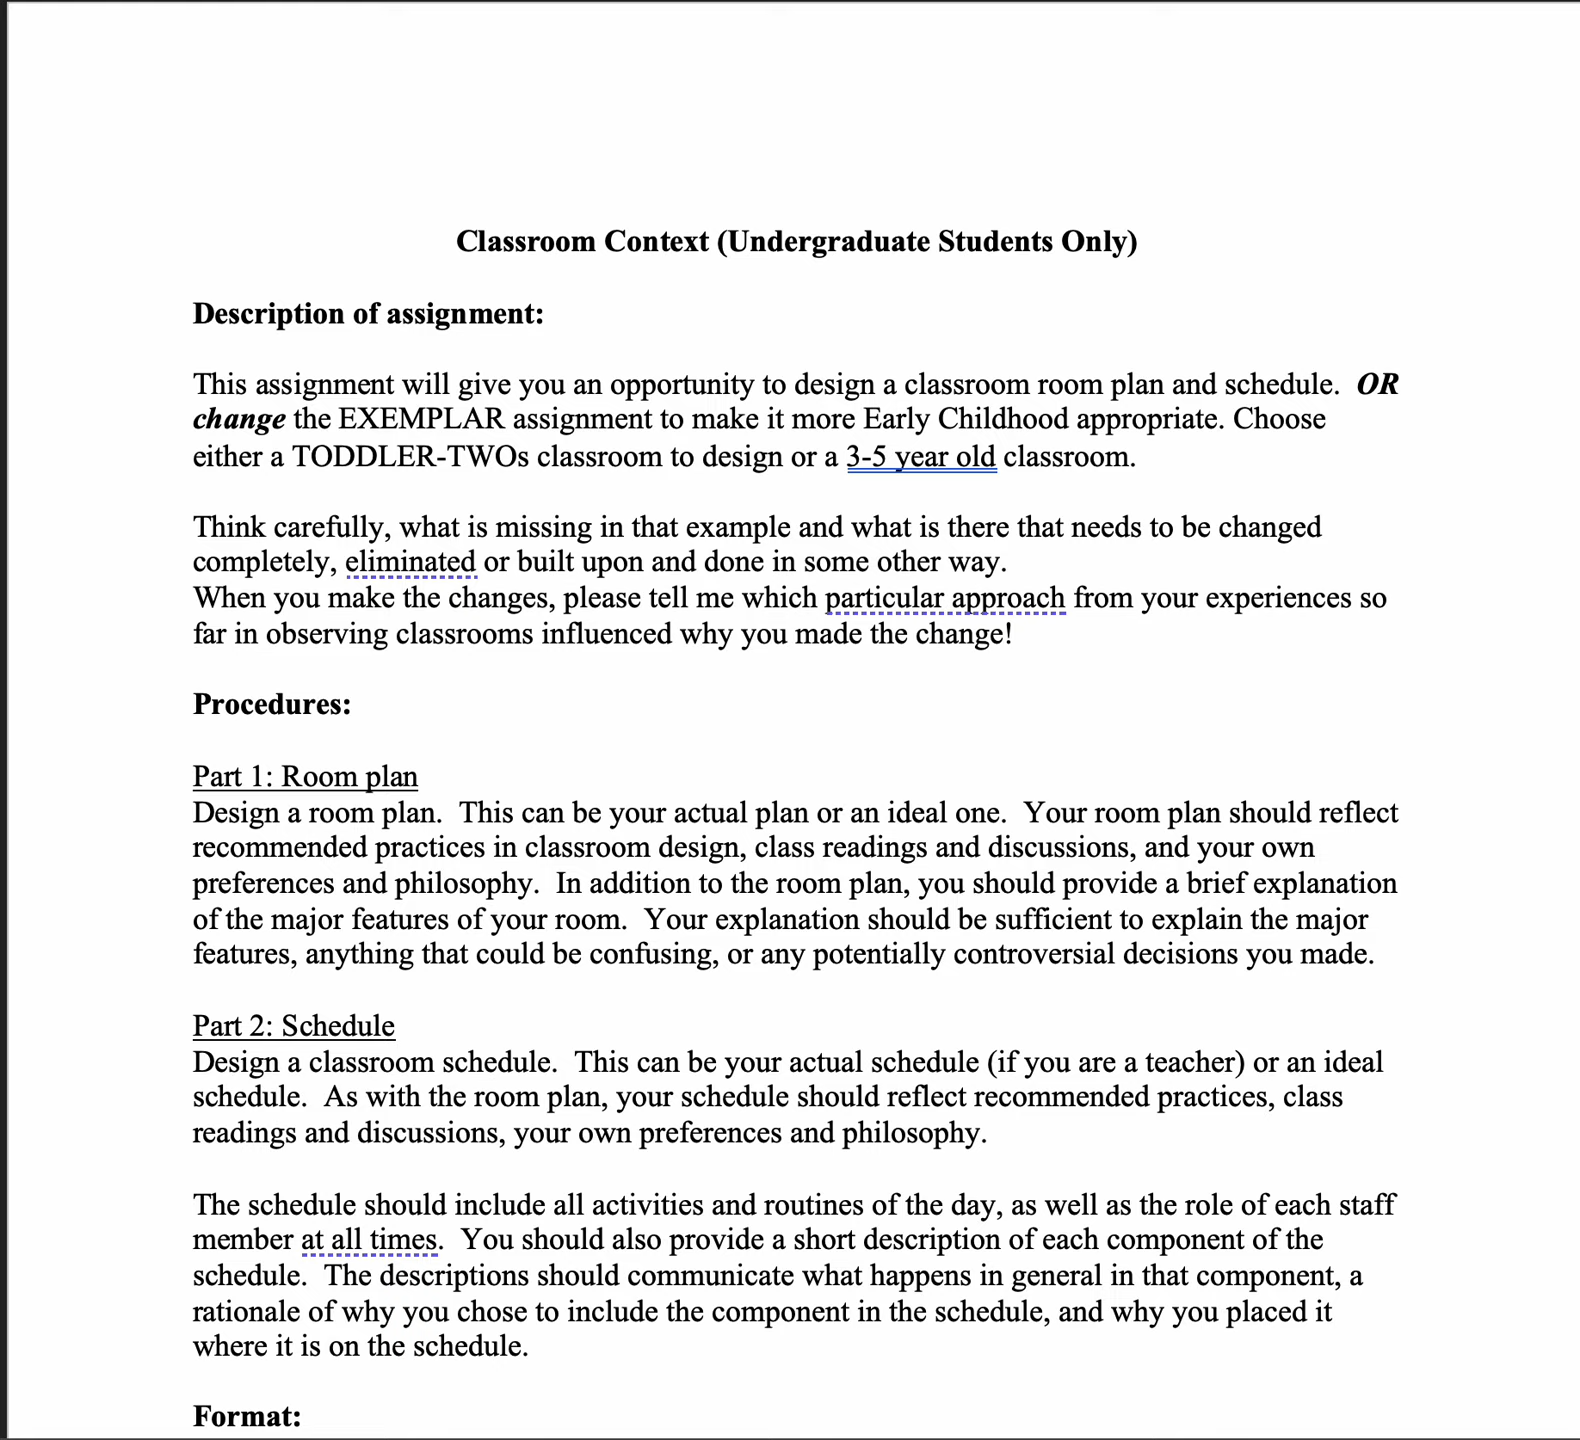 Classroom Context (Undergraduate Students Only)
Description of assignment:
This assignment will give you an opportunity to design a classroom room plan and schedule.  OR
change the EXEMPLAR assignment to make it more Early Childhood appropriate. Choose
either a TODDLER-TWOs classroom to design or a 3-5 year old classroom.
Think carefully, what is missing in that example and what is there that needs to be changed
completely, eliminated or built upon and done in some other way.
When you make the changes, please tell me which particular approach from your experiences so
far in observing classrooms influenced why you made the change!
Procedures:
Part 1: Room plan
Design a room plan.  This can be your actual plan or an ideal one.  Your room plan should reflect
recommended practices in classroom design, class readings and discussions, and your own
preferences and philosophy.  In addition to the room plan, you should provide a brief explanation
of the major features of your room.  Your explanation should be sufficient to explain the major
features, anything that could be confusing, or any potentially controversial decisions you made.
Part 2: Schedule
Design a classroom schedule.  This can be your actual schedule (if you are a teacher) or an ideal
schedule.  As with the room plan, your schedule should reflect recommended practices, class
readings and discussions, your own preferences and philosophy.
The schedule should include all activities and routines of the day, as well as the role of each staff
member at all times.  You should also provide a short description of each component of the
schedule.  The descriptions should communicate what happens in general in that component, a
rationale of why you chose to include the component in the schedule, and why you placed it
where it is on the schedule.
Format: